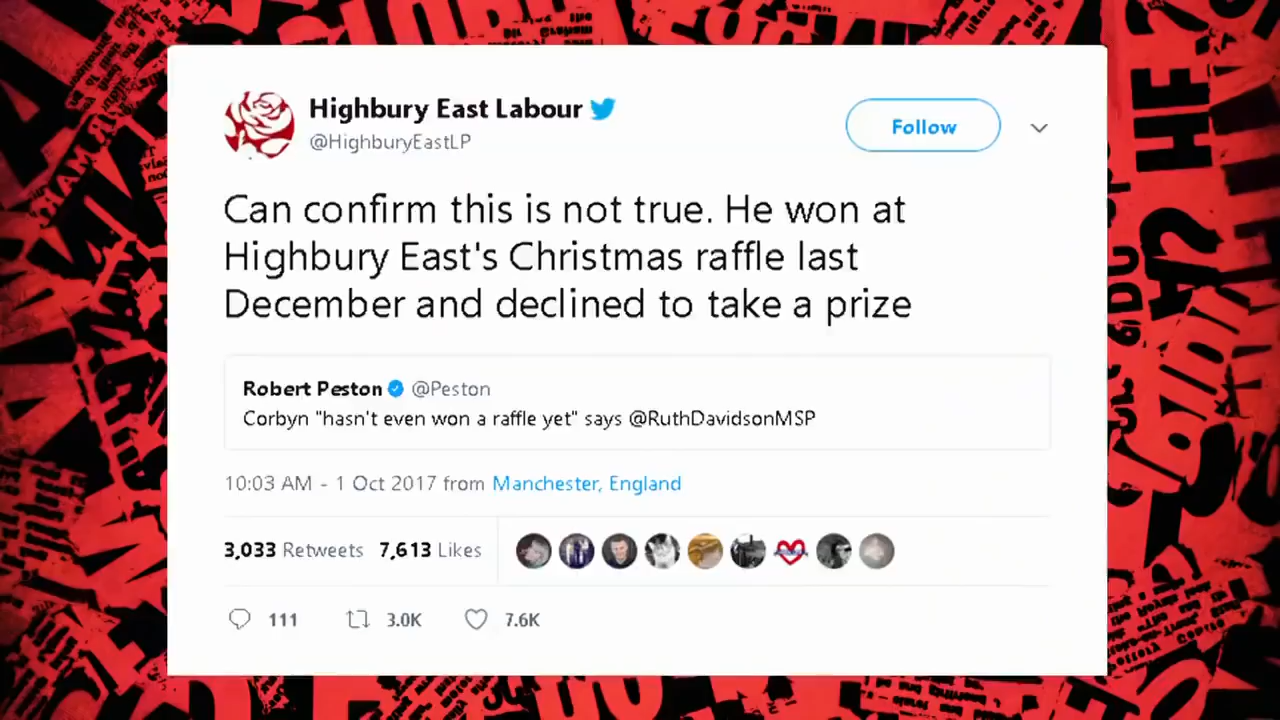 Highbury East Labour
@HighburyEastLP
Follow
Can confirm this is not true. He won at
Highbury East's Christmas raffle last
December and declined to take a prize
Robert Peston @Peston
Corbyn "hasn't even won a raffle yet" says @RuthDavidsonMSP
10:03 AM - 1 Oct 2017 from Manchester, England
3,033 Retweets 7,613 Likes
111 3.0K 7.6K